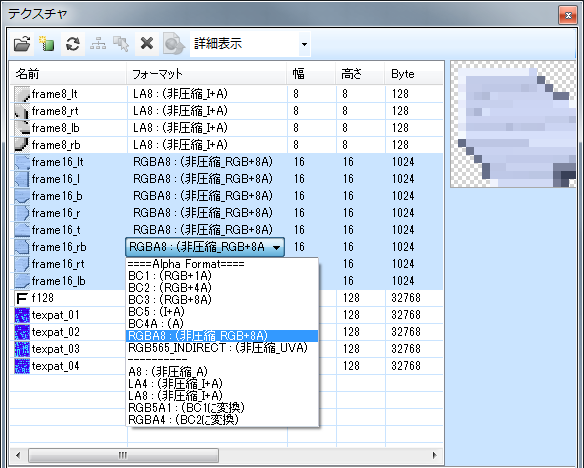 テクスチャ
詳細表示
名前 フォーマット 幅 高さ Byte
frame8_lt LA8 : (非圧縮_I+A) 8 8 128
frame8_rt LA8 : (非圧縮_I+A) 8 8 128
frame8_lb LA8 : (非圧縮_I+A) 8 8 128
frame8_rb LA8 : (非圧縮_I+A) 8 8 128
frame16_lt RGBA8 : (非圧縮_RGB+8A) 16 16 1024
frame16_l RGBA8 : (非圧縮_RGB+8A) 16 16 1024
frame16_b RGBA8 : (非圧縮_RGB+8A) 16 16 1024
frame16_r RGBA8 : (非圧縮_RGB+8A) 16 16 1024
frame16_t RGBA8 : (非圧縮_RGB+8A) 16 16 1024
frame16_rb RGBA8 : (非圧縮_RGB+8A 16 16 1024
frame16_rt 16 1024
frame16_lb 16 1024
f128 128 32768
texpat_01 128 32768
texpat_02 128 32768
texpat_03 128 32768
texpat_04 128 32768
====Alpha Format====
BC1 : (RGB+1A)
BC2 : (RGB+4A)
BC3 : (RGB+8A)
BC5 : (I+A)
BC4A : (A)
RGBA8 : (非圧縮_RGB+8A)
RGB565_INDIRECT : (非圧縮_UVA)
----------
A8 : (非圧縮_A)
LA4 : (非圧縮_I+A)
LA8 : (非圧縮_I+A)
RGB5A1 : (BC1に変換)
RGBA4 : (BC2に変換)